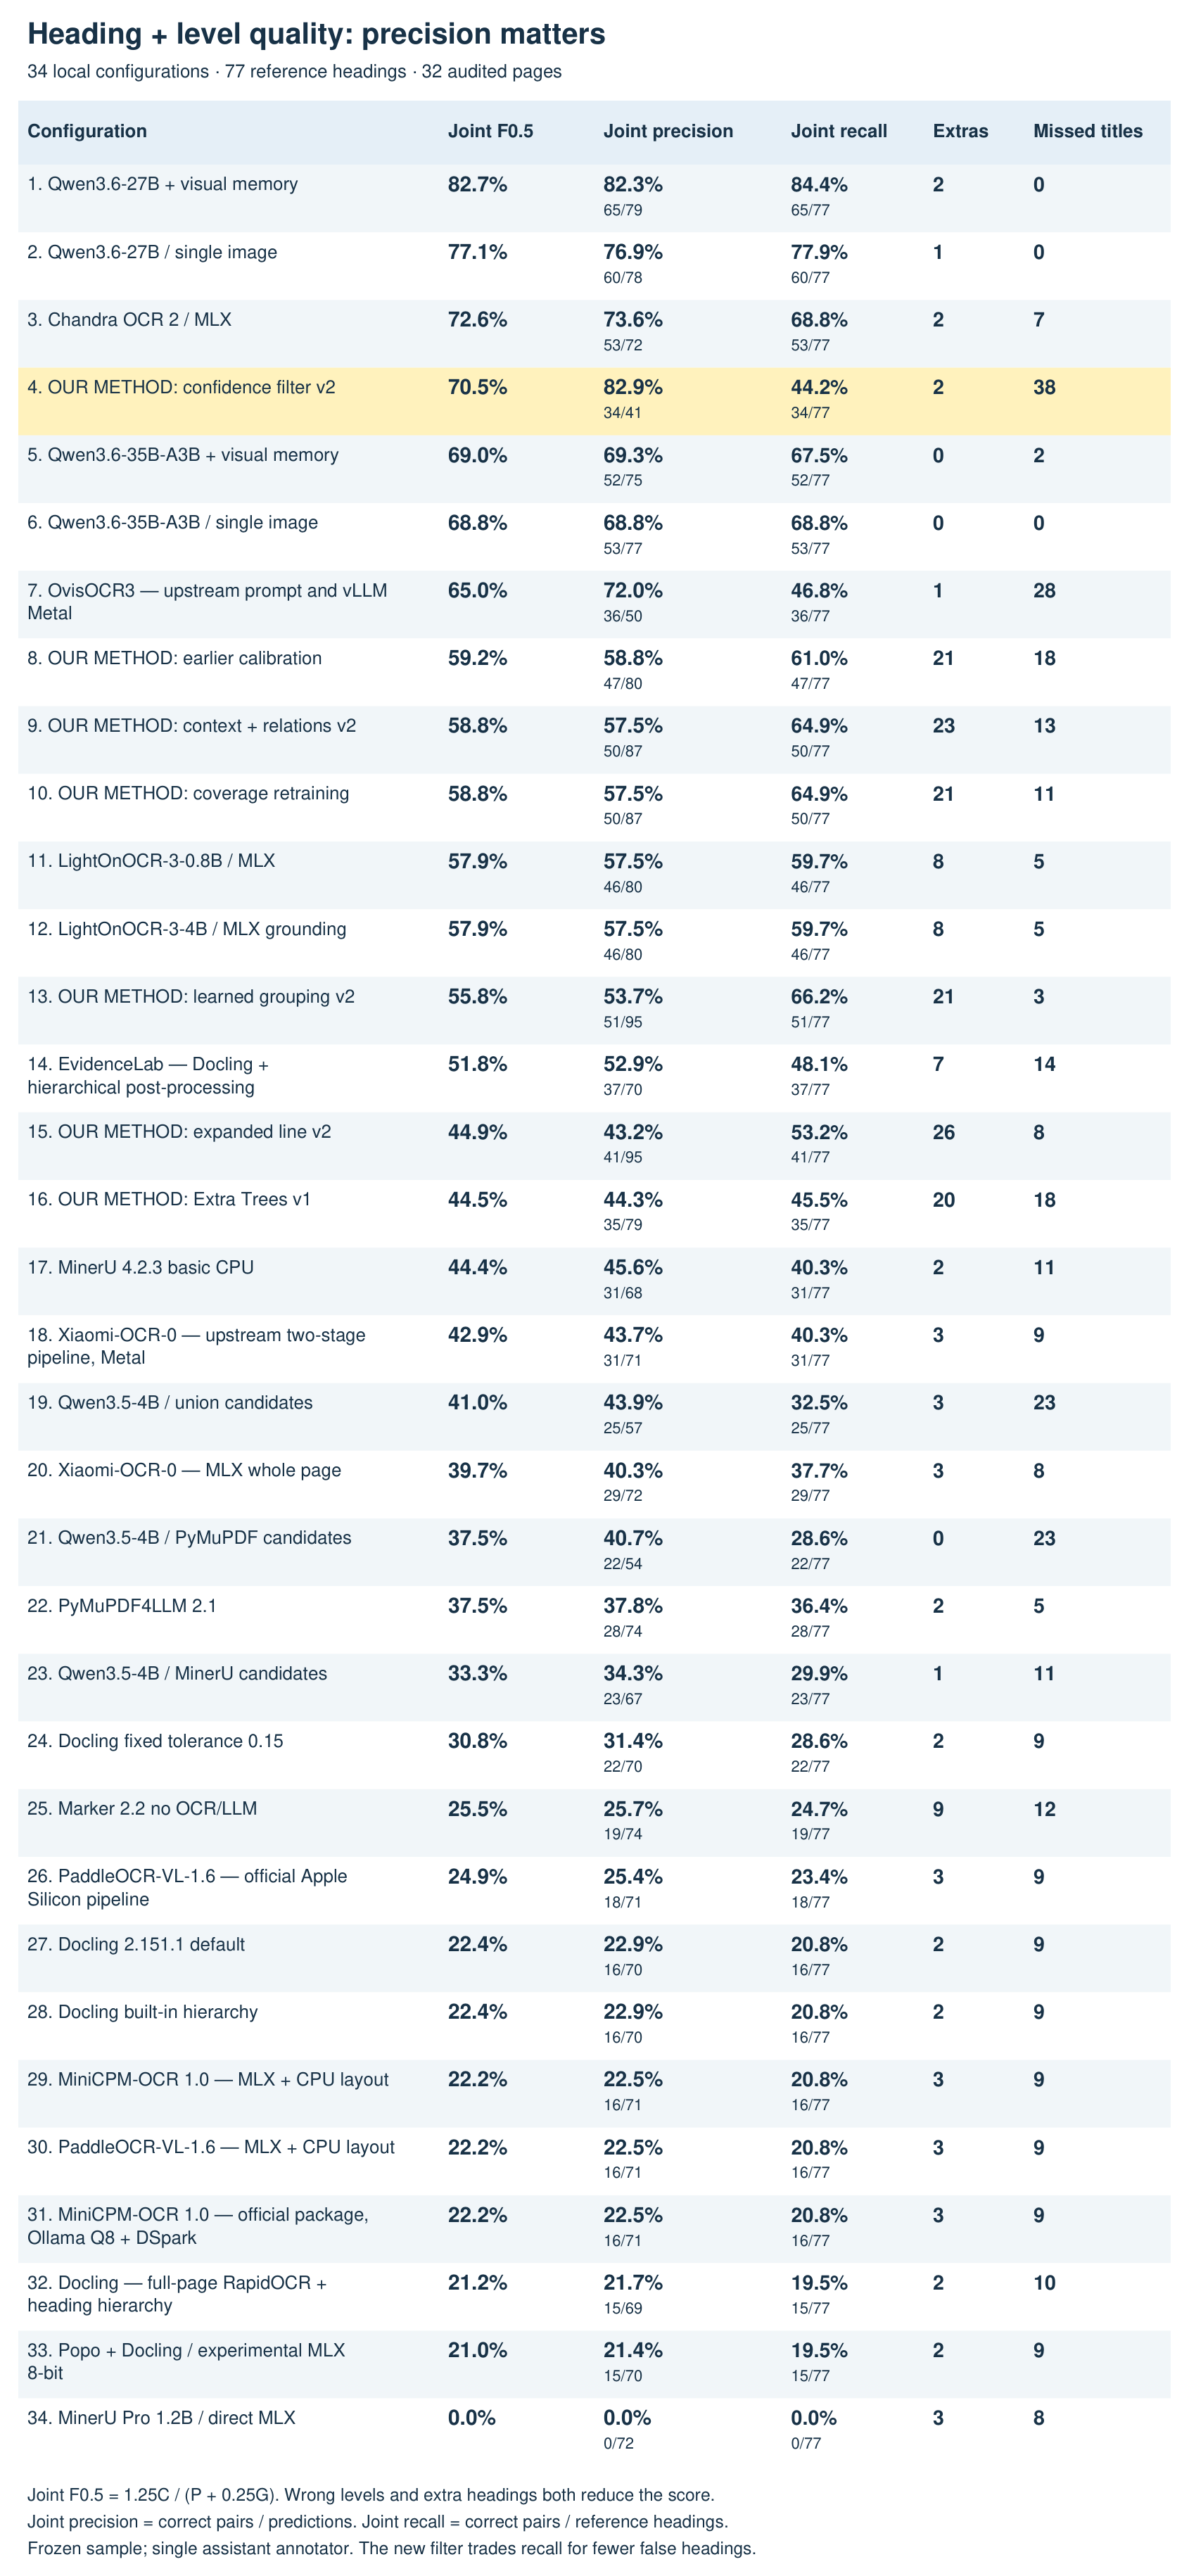 Heading + level quality: precision matters
34 local configurations · 77 reference headings · 32 audited pages
Configuration Joint F0.5 Joint precision Joint recall Extras Missed titles
1. Qwen3.6-27B + visual memory 82.7% 82.3% 84.4% 2 0
65/79 65/77
2. Qwen3.6-27B / single image 77.1% 76.9% 77.9% 1 0
60/78 60/77
3. Chandra OCR 2 / MLX 72.6% 73.6% 68.8% 2 7
53/72 53/77
4. OUR METHOD: confidence filter v2 70.5% 82.9% 44.2% 2 38
34/41 34/77
5. Qwen3.6-35B-A3B + visual memory 69.0% 69.3% 67.5% 0 2
52/75 52/77
6. Qwen3.6-35B-A3B / single image 68.8% 68.8% 68.8% 0 0
53/77 53/77
7. OvisOCR3 — upstream prompt and vLLM 65.0% 72.0% 46.8% 1 28
Metal 36/50 36/77
8. OUR METHOD: earlier calibration 59.2% 58.8% 61.0% 21 18
47/80 47/77
9. OUR METHOD: context + relations v2 58.8% 57.5% 64.9% 23 13
50/87 50/77
10. OUR METHOD: coverage retraining 58.8% 57.5% 64.9% 21 11
50/87 50/77
11. LightOnOCR-3-0.8B / MLX 57.9% 57.5% 59.7% 8 5
46/80 46/77
12. LightOnOCR-3-4B / MLX grounding 57.9% 57.5% 59.7% 8 5
46/80 46/77
13. OUR METHOD: learned grouping v2 55.8% 53.7% 66.2% 21 3
51/95 51/77
14. EvidenceLab — Docling + 51.8% 52.9% 48.1% 7 14
hierarchical post-processing 37/70 37/77
15. OUR METHOD: expanded line v2 44.9% 43.2% 53.2% 26 8
41/95 41/77
16. OUR METHOD: Extra Trees v1 44.5% 44.3% 45.5% 20 18
35/79 35/77
17. MinerU 4.2.3 basic CPU 44.4% 45.6% 40.3% 2 11
31/68 31/77
18. Xiaomi-OCR-0 — upstream two-stage 42.9% 43.7% 40.3% 3 9
pipeline, Metal 31/71 31/77
19. Qwen3.5-4B / union candidates 41.0% 43.9% 32.5% 3 23
25/57 25/77
20. Xiaomi-OCR-0 — MLX whole page 39.7% 40.3% 37.7% 3 8
29/72 29/77
21. Qwen3.5-4B / PyMuPDF candidates 37.5% 40.7% 28.6% 0 23
22/54 22/77
22. PyMuPDF4LLM 2.1 37.5% 37.8% 36.4% 2 5
28/74 28/77
23. Qwen3.5-4B / MinerU candidates 33.3% 34.3% 29.9% 1 11
23/67 23/77
24. Docling fixed tolerance 0.15 30.8% 31.4% 28.6% 2 9
22/70 22/77
25. Marker 2.2 no OCR/LLM 25.5% 25.7% 24.7% 9 12
19/74 19/77
26. PaddleOCR-VL-1.6 — official Apple 24.9% 25.4% 23.4% 3 9
Silicon pipeline 18/71 18/77
27. Docling 2.151.1 default 22.4% 22.9% 20.8% 2 9
16/70 16/77
28. Docling built-in hierarchy 22.4% 22.9% 20.8% 2 9
16/70 16/77
29. MiniCPM-OCR 1.0 — MLX + CPU layout 22.2% 22.5% 20.8% 3 9
16/71 16/77
30. PaddleOCR-VL-1.6 — MLX + CPU layout 22.2% 22.5% 20.8% 3 9
16/71 16/77
31. MiniCPM-OCR 1.0 — official package, 22.2% 22.5% 20.8% 3 9
Ollama Q8 + DSpark 16/71 16/77
32. Docling — full-page RapidOCR + 21.2% 21.7% 19.5% 2 10
heading hierarchy 15/69 15/77
33. Popo + Docling / experimental MLX 21.0% 21.4% 19.5% 2 9
8-bit 15/70 15/77
34. MinerU Pro 1.2B / direct MLX 0.0% 0.0% 0.0% 3 8
0/72 0/77
Joint F0.5 = 1.25C / (P + 0.25G). Wrong levels and extra headings both reduce the score.
Joint precision = correct pairs / predictions. Joint recall = correct pairs / reference headings.
Frozen sample; single assistant annotator. The new filter trades recall for fewer false headings.